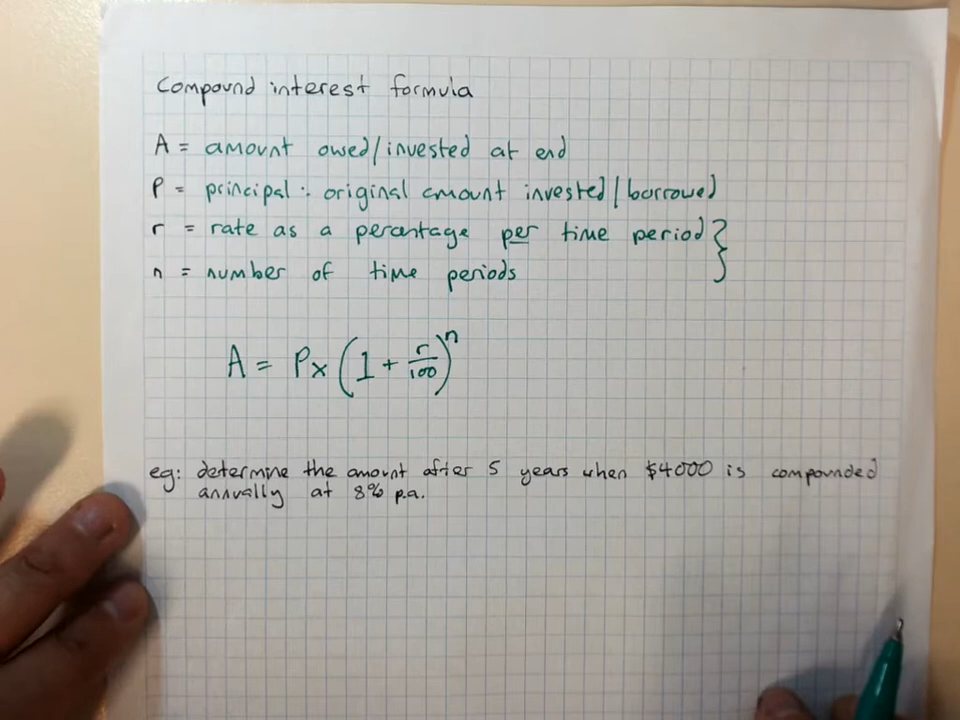 Compound interest formula
A = amount owed/invested at end
P = principal : original amount invested/borrowed
r = rate as a percantage per time period }
n = number of time periods
A = P× (1 + r/100)^n
eg: determine the amount after 5 years when $4000 is compounded
annually at 8% p.a.